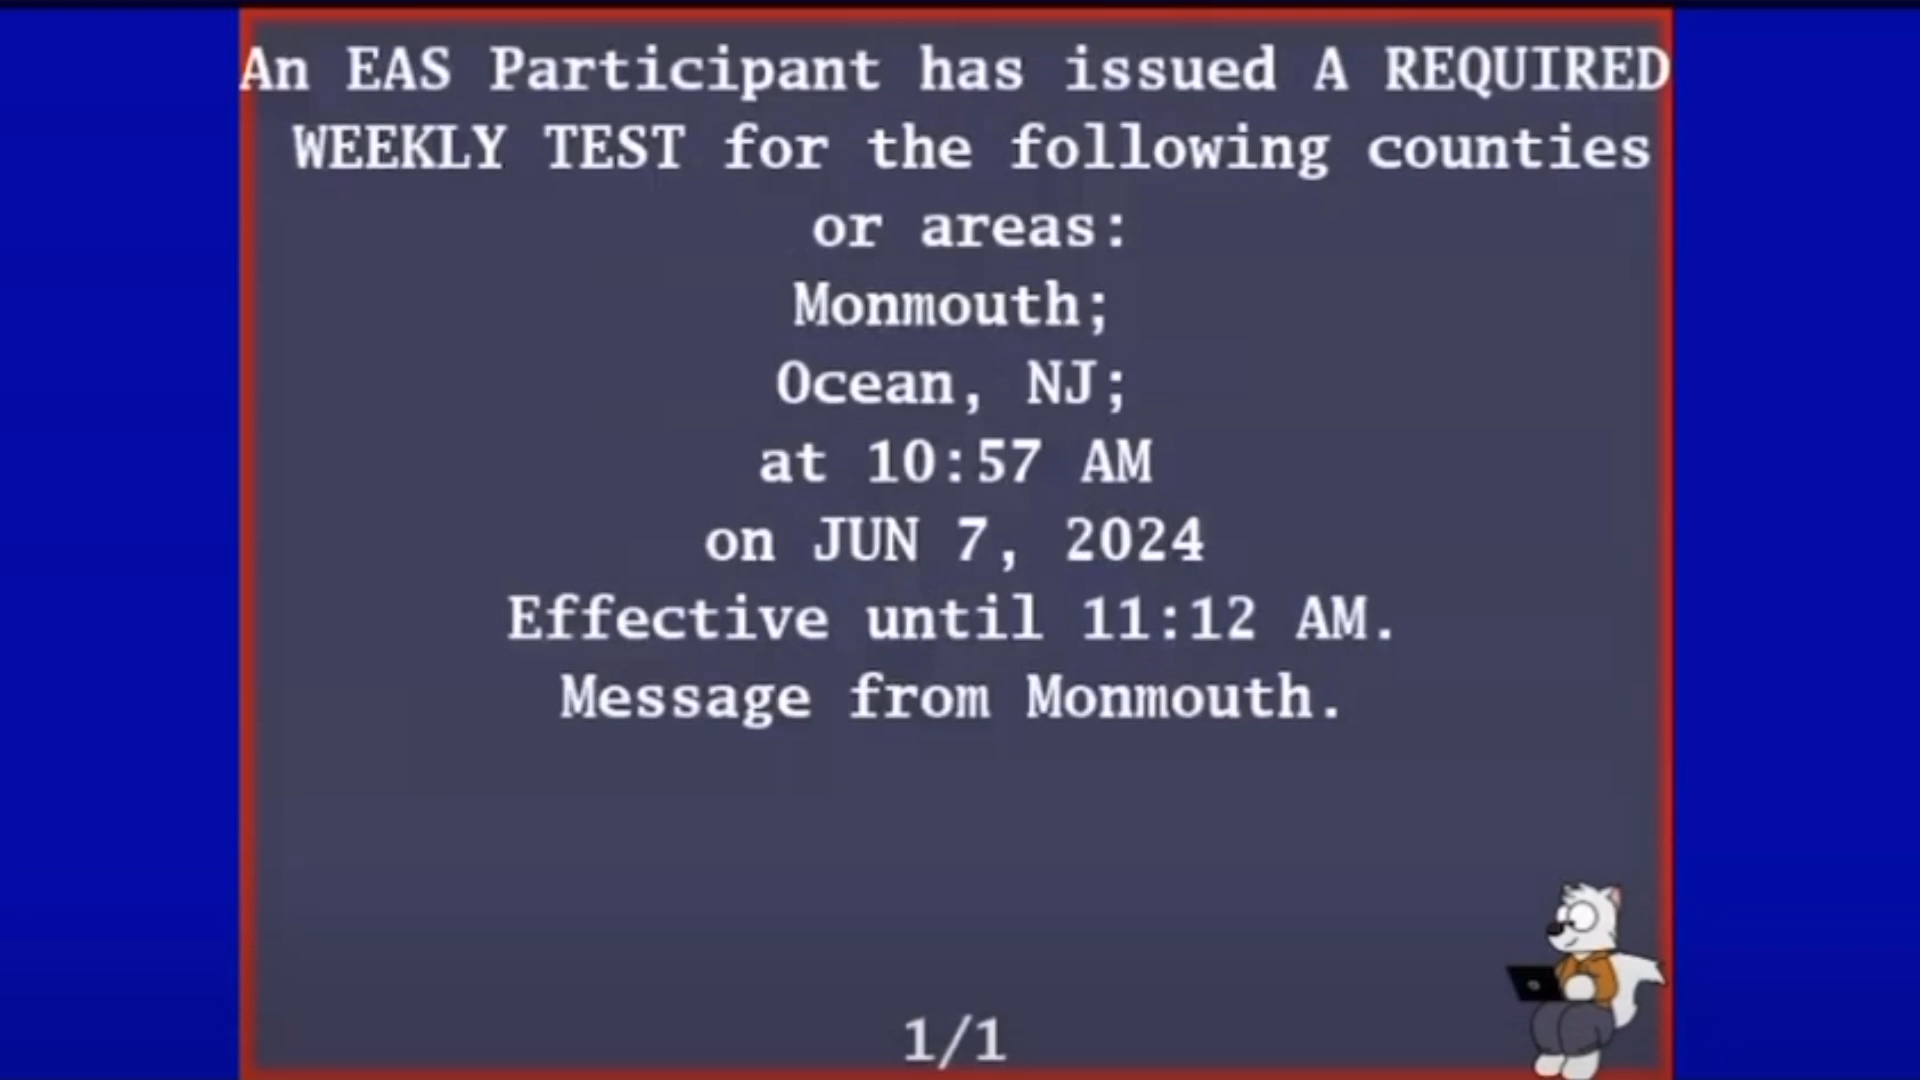 An EAS Participant has issued A REQUIRED
WEEKLY TEST for the following counties
or areas:
Monmouth;
Ocean, NJ;
at 10:57 AM
on JUN 7, 2024
Effective until 11:12 AM.
Message from Monmouth.
1/1